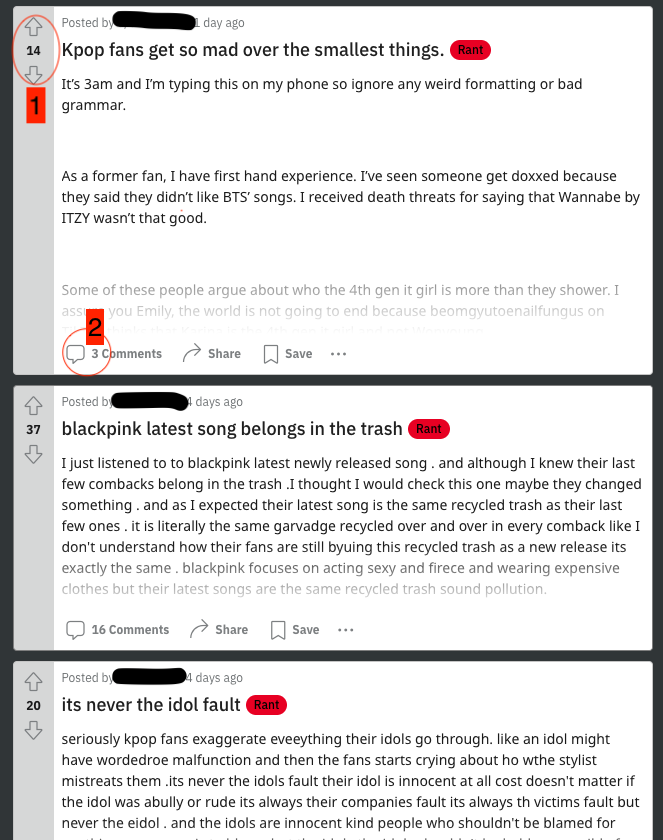 Posted by 1 day ago
14
Kpop fans get so mad over the smallest things. Rant
1
It's 3am and I'm typing this on my phone so ignore any weird formatting or bad
grammar.
As a former fan, I have first hand experience. I've seen someone get doxxed because
they said they didn't like BTS' songs. I received death threats for saying that Wannabe by
ITZY wasn't that good.
Some of these people argue about who the 4th gen it girl is more than they shower. I
you Emily, the world is not going to end because beomgyutoenailfungus on
2
3 Comments Share Save •••
Posted by 4 days ago
37
blackpink latest song belongs in the trash Rant
I just listened to to blackpink latest newly released song . and although I knew their last
few combacks belong in the trash .I thought I would check this one maybe they changed
something . and as I expected their latest song is the same recycled trash as their last
few ones . it is literally the same garvadge recycled over and over in every comback like I
don't understand how their fans are still byuing this recycled trash as a new release its
exactly the same . blackpink focuses on acting sexy and firece and wearing expensive
clothes but their latest songs are the same recycled trash sound pollution.
16 Comments Share Save •••
Posted by 4 days ago
20
its never the idol fault Rant
seriously kpop fans exaggerate eveeything their idols go through. like an idol might
have wordedroe malfunction and then the fans starts crying about ho wthe stylist
mistreats them .its never the idols fault their idol is innocent at all cost doesn't matter if
the idol was abully or rude its always their companies fault its always th victims fault but
never the eidol . and the idols are innocent kind people who shouldn't be blamed for